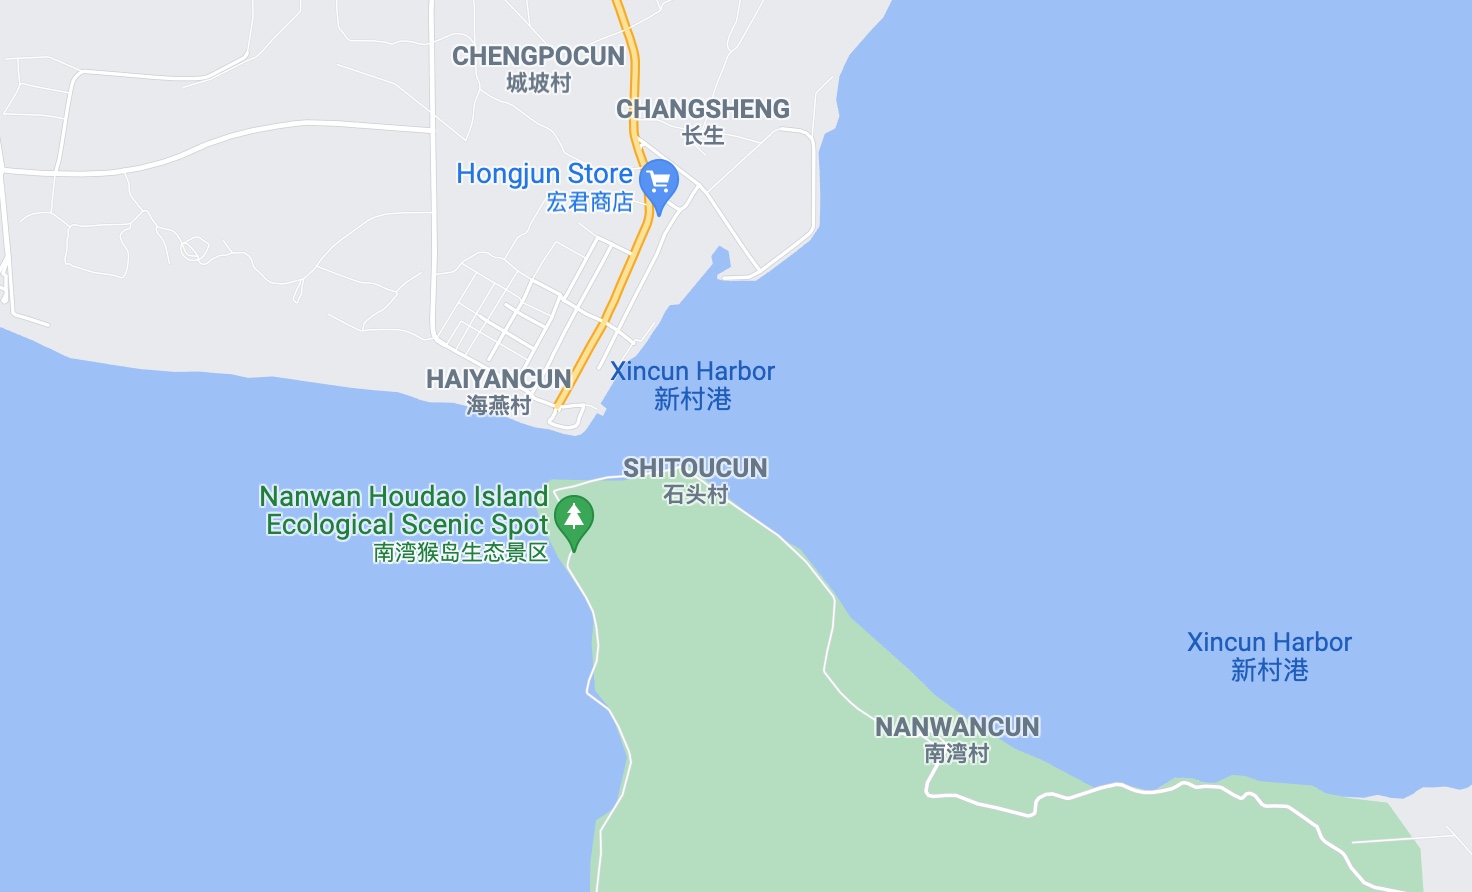 CHENGPOCUN
城坡村
CHANGSHENG
长生
Hongjun Store
宏君商店
HAIYANCUN
海燕村
Xincun Harbor
新村港
SHITOUCUN
石头村
Nanwan Houdao Island
Ecological Scenic Spot
南湾猴岛生态景区
Xincun Harbor
新村港
NANWANCUN
南湾村